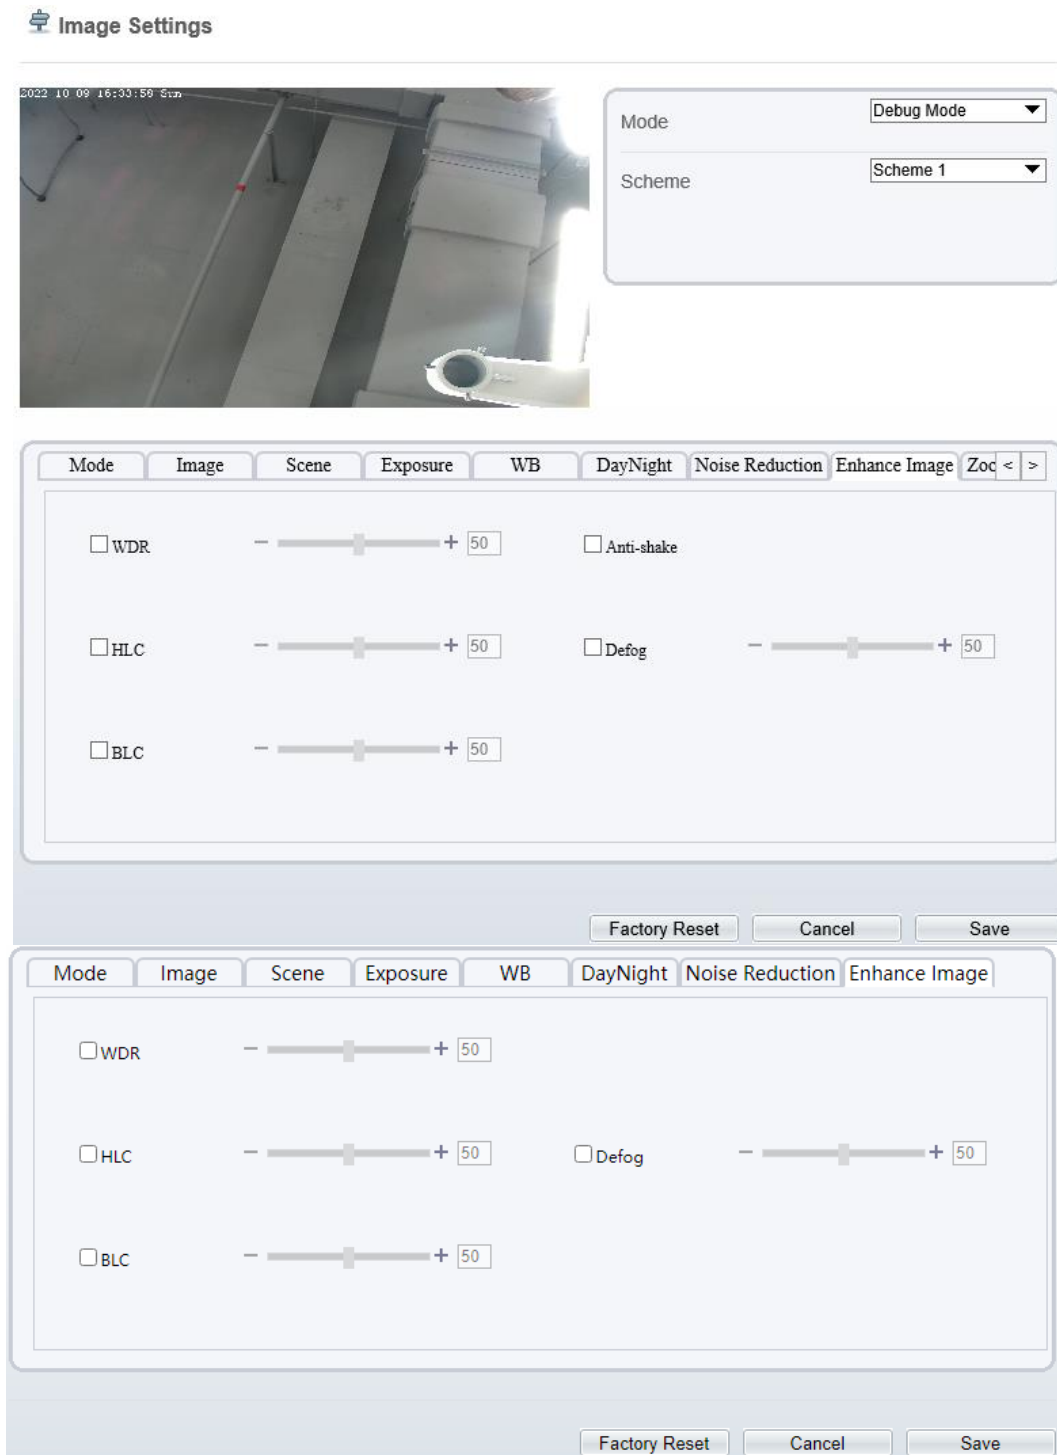 Image Settings
2022 10 09 16:33:58 Sun
Mode Debug Mode
Scheme Scheme 1
Mode Image Scene Exposure WB DayNight Noise Reduction Enhance Image Zoo < >
WDR − + 50 Anti-shake
HLC − + 50 Defog − + 50
BLC − + 50
Factory Reset Cancel Save
Mode Image Scene Exposure WB DayNight Noise Reduction Enhance Image
WDR − + 50
HLC − + 50 Defog − + 50
BLC − + 50
Factory Reset Cancel Save